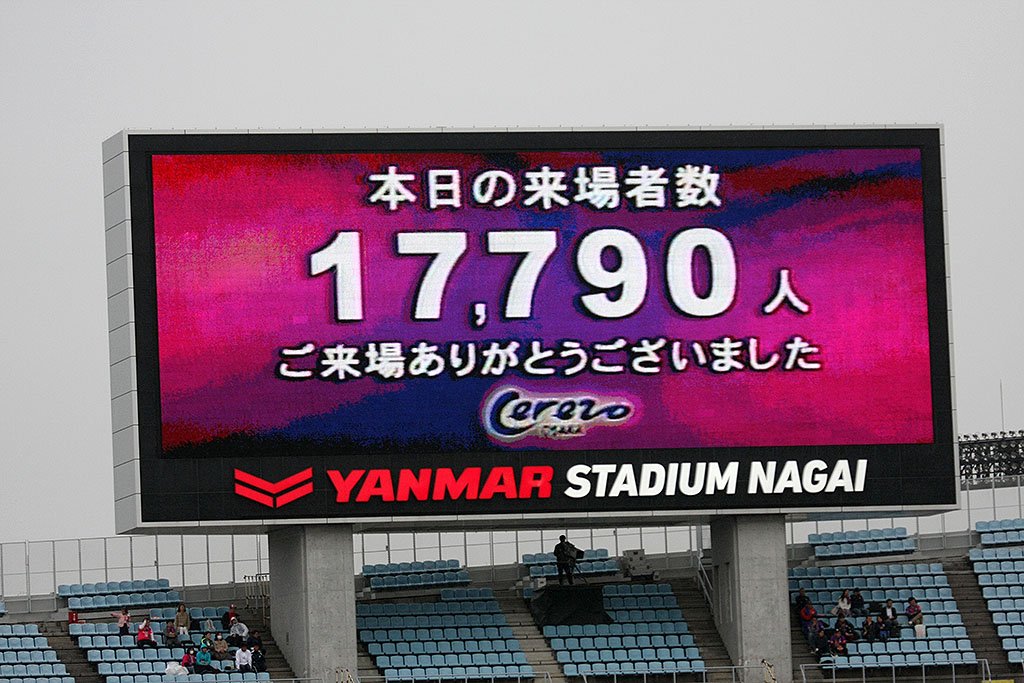 本日の来場者数
17,790人
ご来場ありがとうございました
Cerezo
YANMAR STADIUM NAGAI